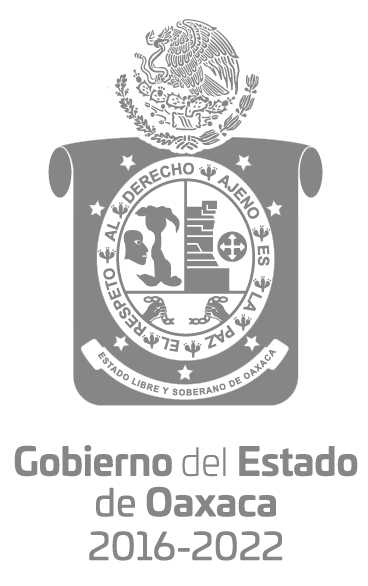 EL RESPETO AL DERECHO AJENO ES LA PAZ
ESTADO LIBRE Y SOBERANO DE OAXACA
Gobierno del Estado
de Oaxaca
2016-2022